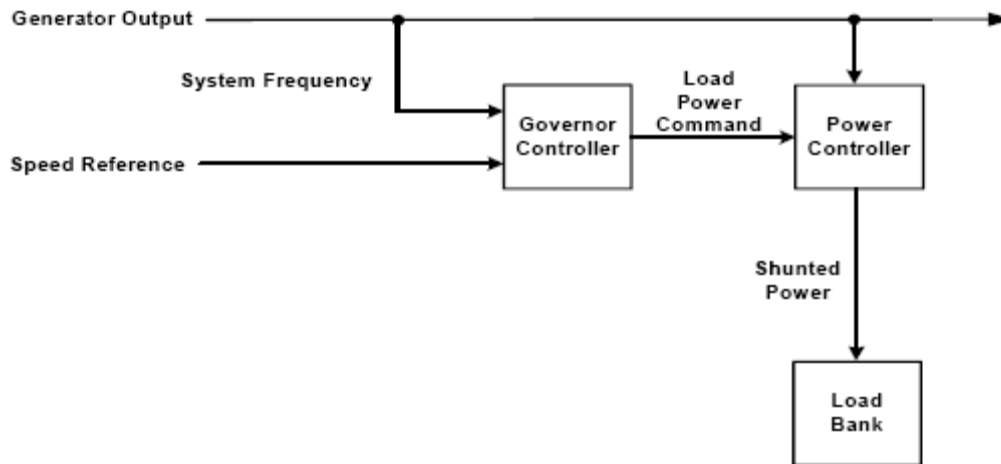 Generator Output
System Frequency
Load
Power
Command
Governor
Controller
Power
Controller
Speed Reference
Shunted
Power
Load
Bank